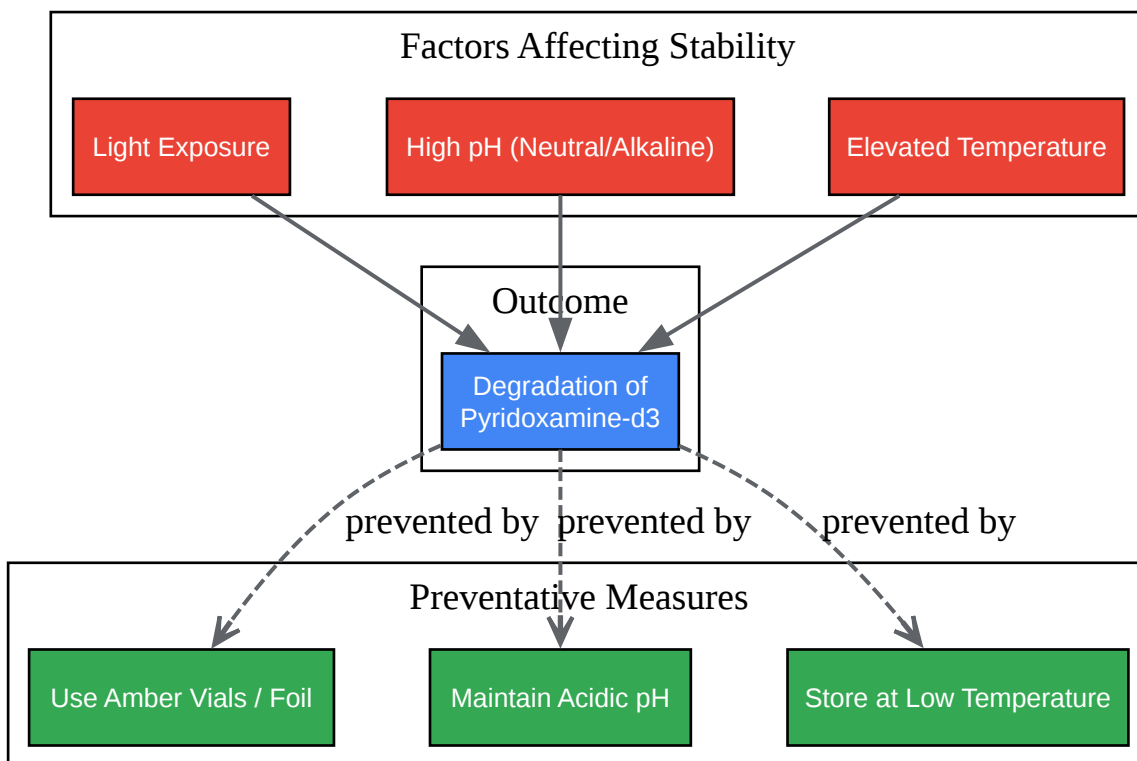 Factors Affecting Stability
Light Exposure
High pH (Neutral/Alkaline)
Elevated Temperature
Outcome
Degradation of
Pyridoxamine-d3
prevented by
prevented by
prevented by
Preventative Measures
Use Amber Vials / Foil
Maintain Acidic pH
Store at Low Temperature